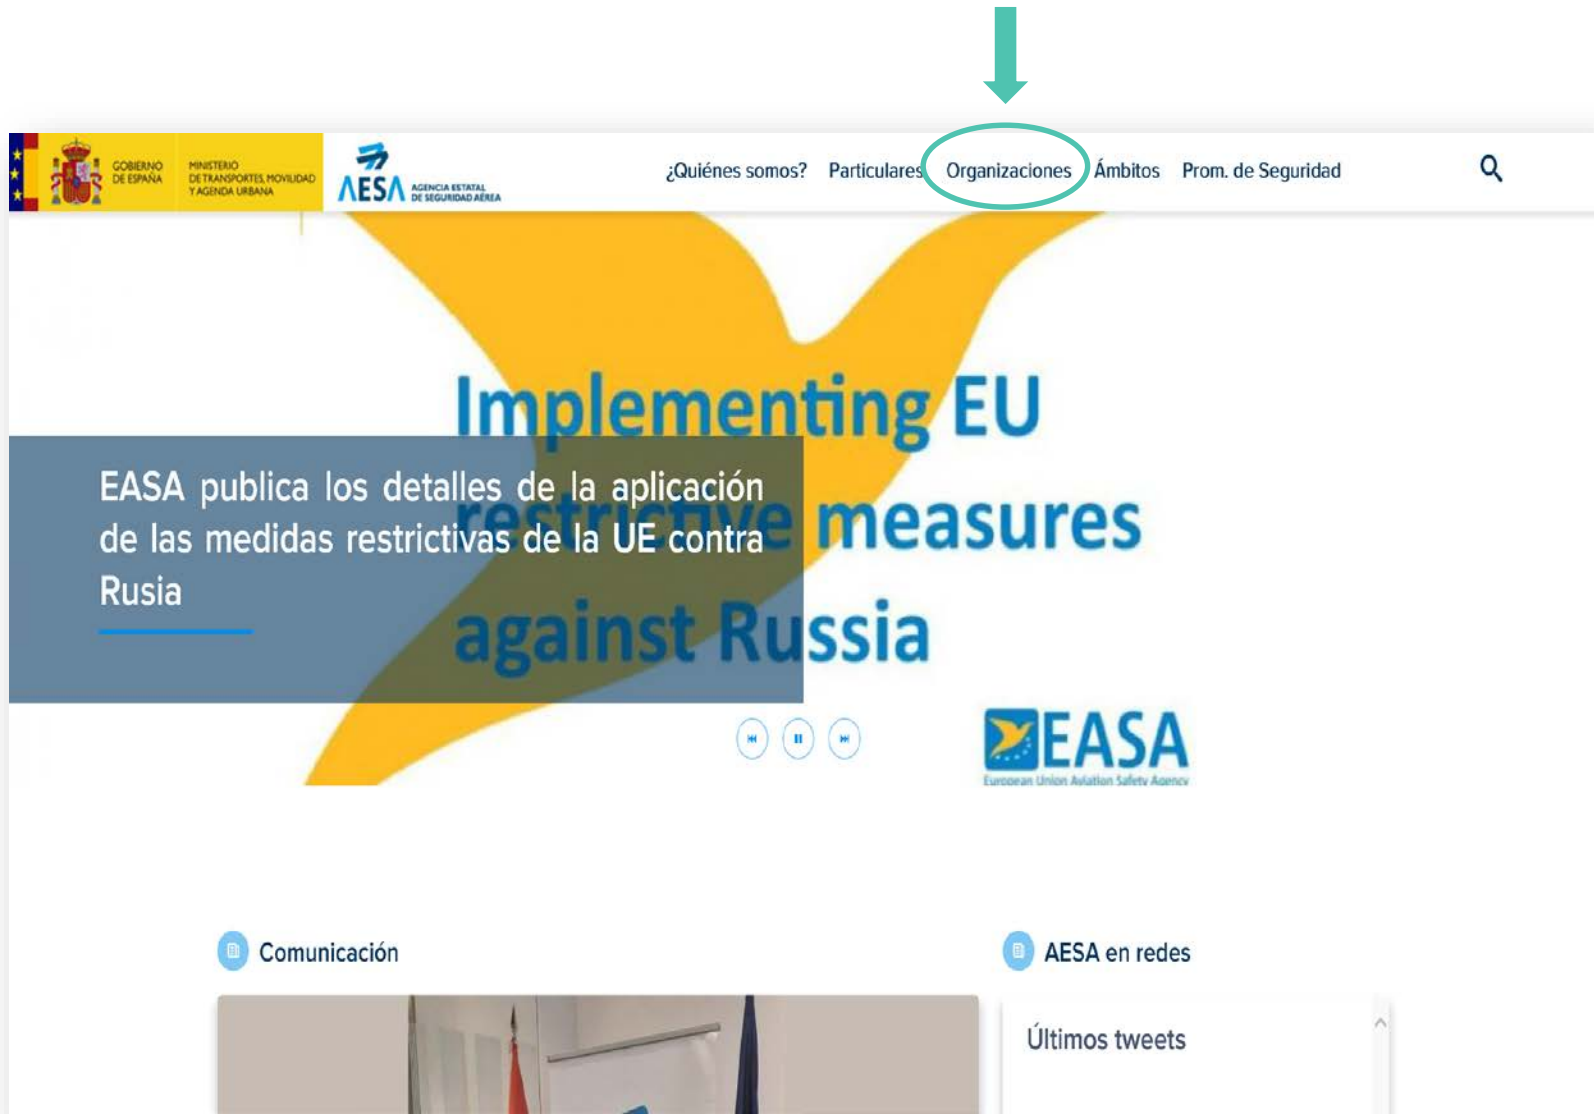 GOBIERNO
DE ESPAÑA
MINISTERIO
DE TRANSPORTES, MOVILIDAD
Y AGENDA URBANA
AESA
AGENCIA ESTATAL
DE SEGURIDAD AÉREA
¿Quiénes somos? Particulares Organizaciones Ámbitos Prom. de Seguridad
Implementing EU
restrictive measures
against Russia
EASA publica los detalles de la aplicación
de las medidas restrictivas de la UE contra
Rusia
EASA
European Union Aviation Safety Agency
Comunicación
AESA en redes
Últimos tweets